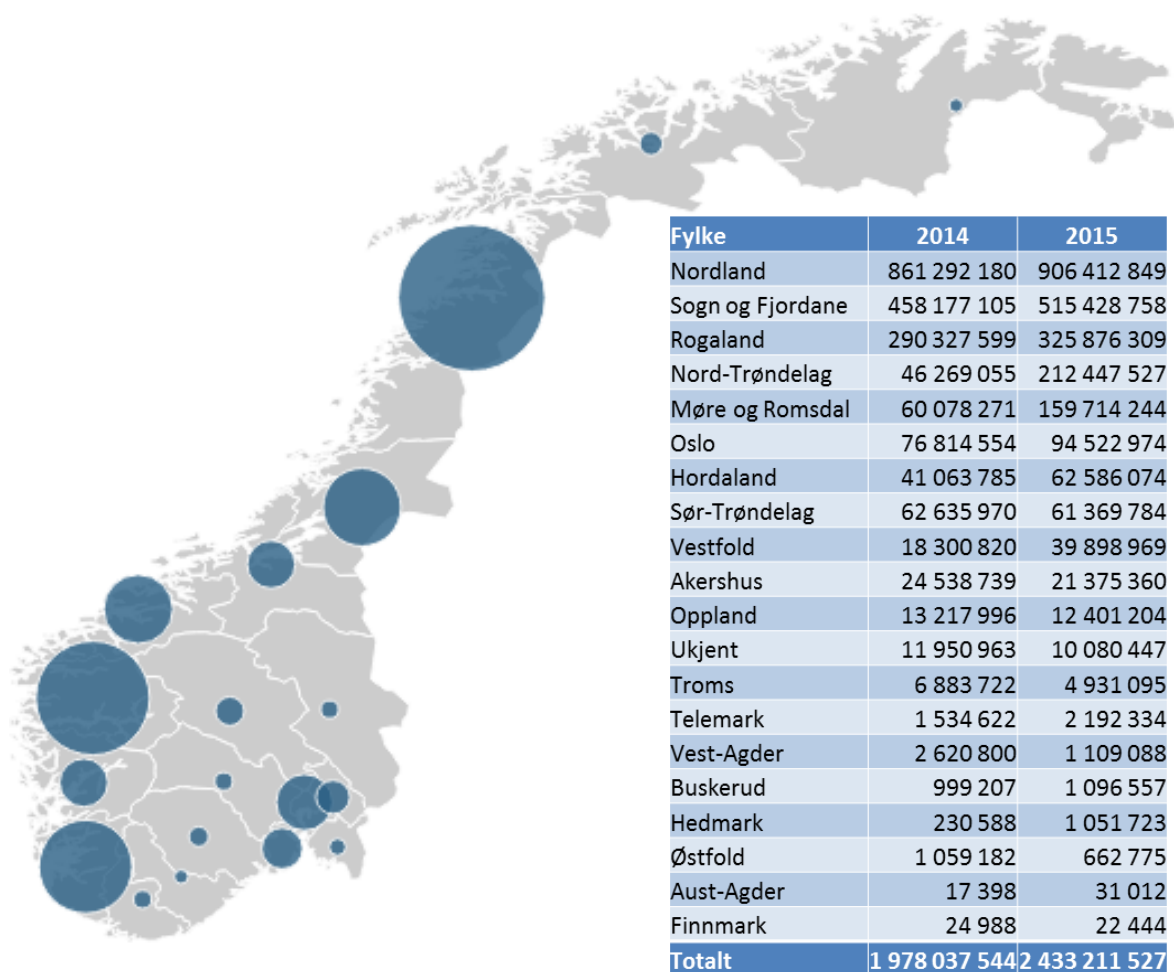 Fylke 2014 2015
Nordland 861 292 180 906 412 849
Sogn og Fjordane 458 177 105 515 428 758
Rogaland 290 327 599 325 876 309
Nord-Trøndelag 46 269 055 212 447 527
Møre og Romsdal 60 078 271 159 714 244
Oslo 76 814 554 94 522 974
Hordaland 41 063 785 62 586 074
Sør-Trøndelag 62 635 970 61 369 784
Vestfold 18 300 820 39 898 969
Akershus 24 538 739 21 375 360
Oppland 13 217 996 12 401 204
Ukjent 11 950 963 10 080 447
Troms 6 883 722 4 931 095
Telemark 1 534 622 2 192 334
Vest-Agder 2 620 800 1 109 088
Buskerud 999 207 1 096 557
Hedmark 230 588 1 051 723
Østfold 1 059 182 662 775
Aust-Agder 17 398 31 012
Finnmark 24 988 22 444
Totalt 1 978 037 544 2 433 211 527